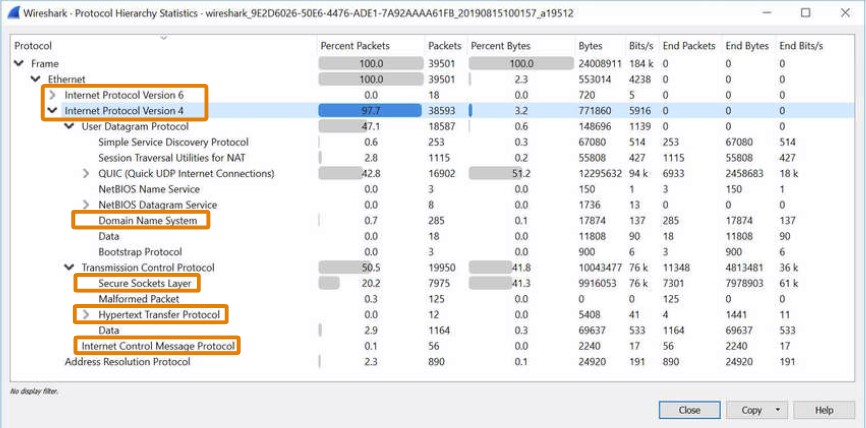 Wireshark · Protocol Hierarchy Statistics · wireshark_9E2D6026-50E6-4476-ADE1-7A92AAAA61FB_20190815100157_a19512
Protocol Percent Packets Packets Percent Bytes Bytes Bits/s End Packets End Bytes End Bits/s
Frame 100.0 39501 100.0 24008911 184 k 0 0 0
Ethernet 100.0 39501 2.3 553014 4238 0 0 0
Internet Protocol Version 6 0.0 18 0.0 720 5 0 0 0
Internet Protocol Version 4 97.7 38593 3.2 771860 5916 0 0 0
User Datagram Protocol 47.1 18587 0.6 148696 1139 0 0 0
Simple Service Discovery Protocol 0.6 253 0.3 67080 514 253 67080 514
Session Traversal Utilities for NAT 2.8 1115 0.2 55808 427 1115 55808 427
QUIC (Quick UDP Internet Connections) 42.8 16902 51.2 12295632 94 k 6933 2458683 18 k
NetBIOS Name Service 0.0 3 0.0 150 1 3 150 1
NetBIOS Datagram Service 0.0 8 0.0 1736 13 0 0 0
Domain Name System 0.7 285 0.1 17874 137 285 17874 137
Data 0.0 18 0.0 11808 90 18 11808 90
Bootstrap Protocol 0.0 3 0.0 900 6 3 900 6
Transmission Control Protocol 50.5 19950 41.8 10043477 76 k 11348 4813481 36 k
Secure Sockets Layer 20.2 7975 41.3 9916053 76 k 7301 7978903 61 k
Malformed Packet 0.3 125 0.0 0 0 125 0 0
Hypertext Transfer Protocol 0.0 12 0.0 5408 41 4 1441 11
Data 2.9 1164 0.3 69637 533 1164 69637 533
Internet Control Message Protocol 0.1 56 0.0 2240 17 56 2240 17
Address Resolution Protocol 2.3 890 0.1 24920 191 890 24920 191
No display filter.
Close Copy Help